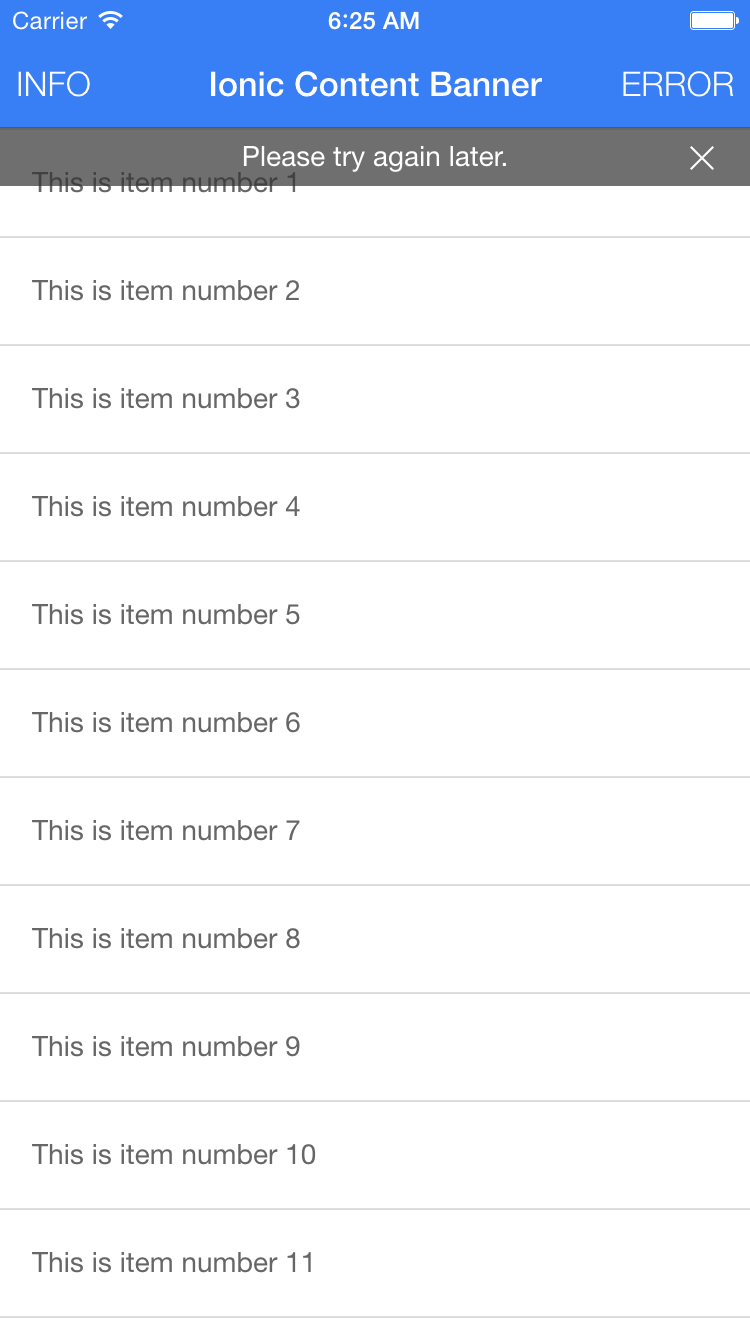 Carrier 6:25 AM
INFO Ionic Content Banner ERROR
Please try again later.
This is item number 1
This is item number 2
This is item number 3
This is item number 4
This is item number 5
This is item number 6
This is item number 7
This is item number 8
This is item number 9
This is item number 10
This is item number 11